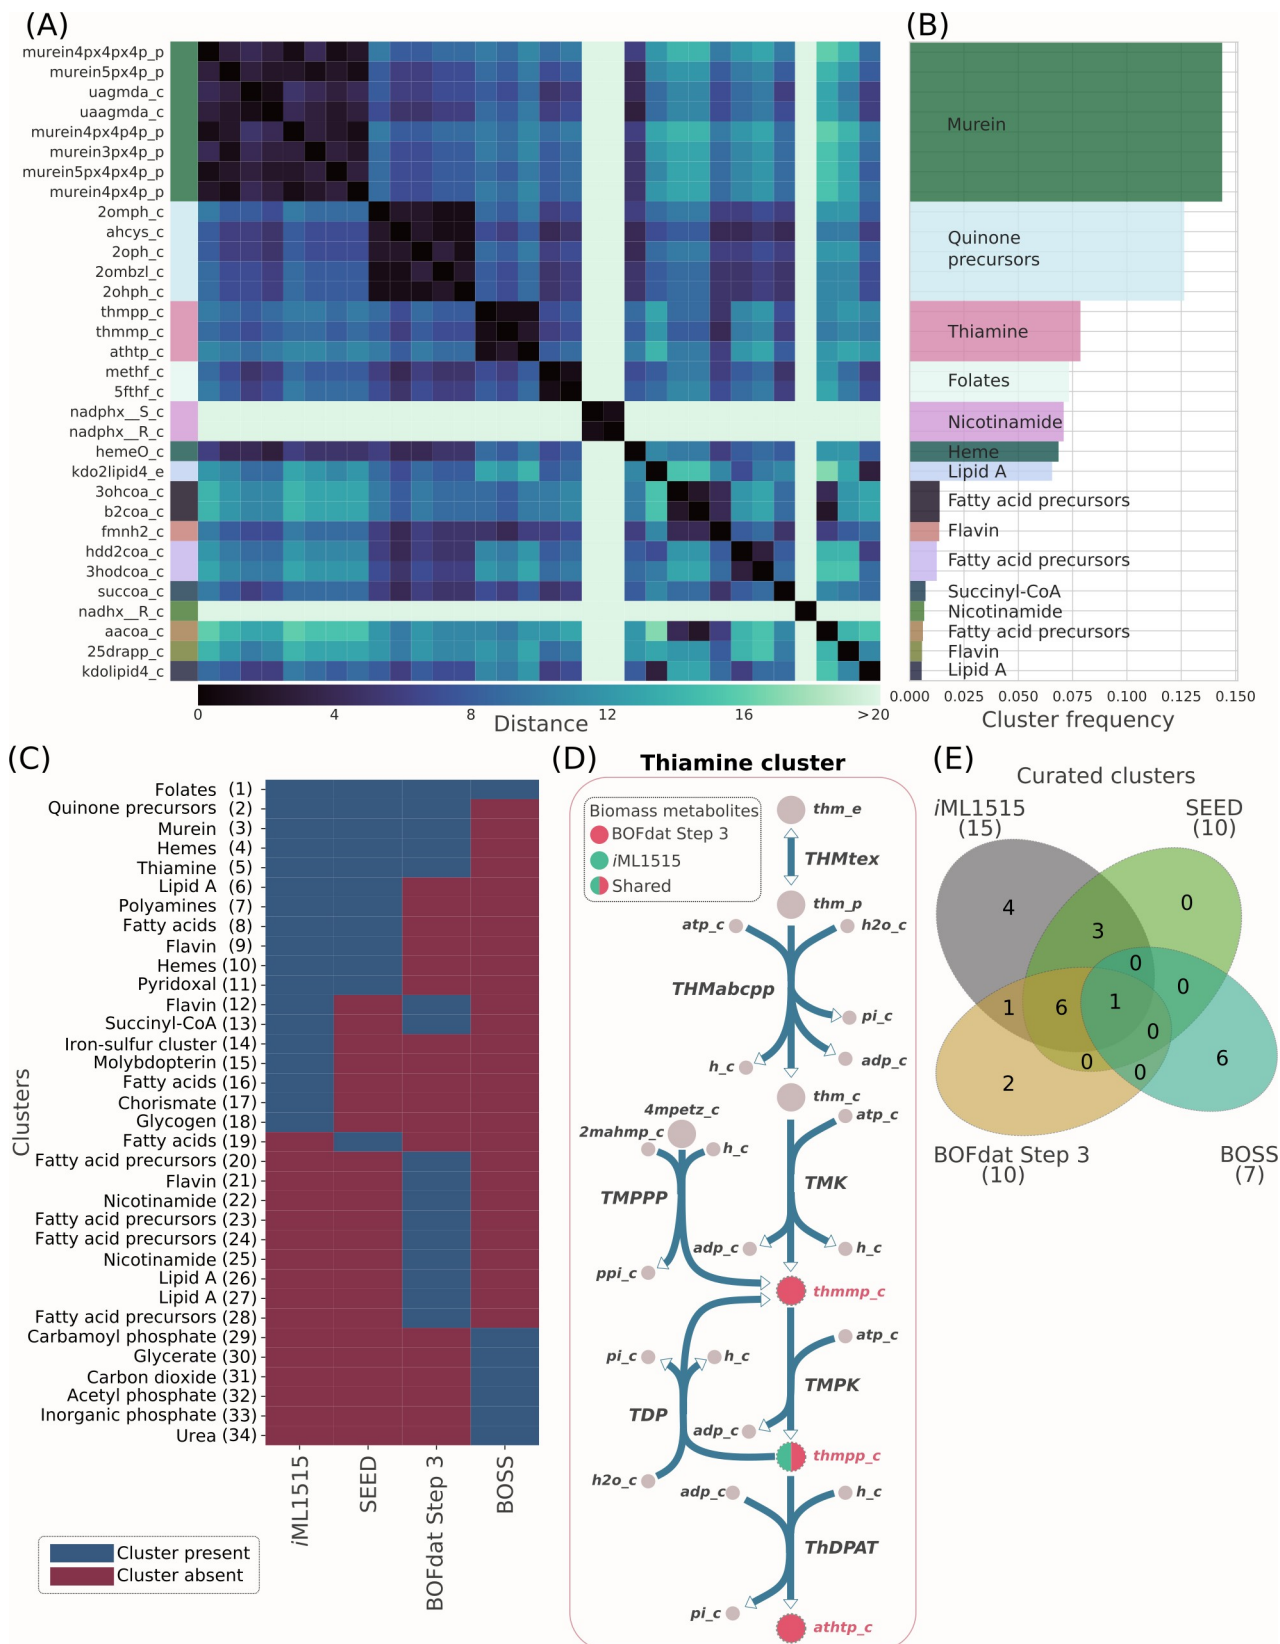 (A)
murein4px4px4p_p
murein5px4p_p
uagmda_c
uaagmda_c
murein4px4p4p_p
murein3px4p_p
murein5px4px4p_p
murein4px4p_p
2omph_c
ahcys_c
2oph_c
2ombzl_c
2ohph_c
thmpp_c
thmmp_c
athtp_c
methf_c
5fthf_c
nadphx__S_c
nadphx__R_c
hemeO_c
kdo2lipid4_e
3ohcoa_c
b2coa_c
fmnh2_c
hdd2coa_c
3hodcoa_c
succoa_c
nadhx__R_c
aacoa_c
25drapp_c
kdolipid4_c
0 4 8 12 16 >20
Distance
(B)
Murein
Quinone
precursors
Thiamine
Folates
Nicotinamide
Heme
Lipid A
Fatty acid precursors
Flavin
Fatty acid precursors
Succinyl-CoA
Nicotinamide
Fatty acid precursors
Flavin
Lipid A
0.000 0.025 0.050 0.075 0.100 0.125 0.150
Cluster frequency
(C)
Clusters
Folates (1)
Quinone precursors (2)
Murein (3)
Hemes (4)
Thiamine (5)
Lipid A (6)
Polyamines (7)
Fatty acids (8)
Flavin (9)
Hemes (10)
Pyridoxal (11)
Flavin (12)
Succinyl-CoA (13)
Iron-sulfur cluster (14)
Molybdopterin (15)
Fatty acids (16)
Chorismate (17)
Glycogen (18)
Fatty acids (19)
Fatty acid precursors (20)
Flavin (21)
Nicotinamide (22)
Fatty acid precursors (23)
Fatty acid precursors (24)
Nicotinamide (25)
Lipid A (26)
Lipid A (27)
Fatty acid precursors (28)
Carbamoyl phosphate (29)
Glycerate (30)
Carbon dioxide (31)
Acetyl phosphate (32)
Inorganic phosphate (33)
Urea (34)
iML1515
SEED
BOFdat Step 3
BOSS
Cluster present
Cluster absent
(D)
Thiamine cluster
Biomass metabolites
BOFdat Step 3
iML1515
Shared
thm_e
THMtex
thm_p
atp_c
h2o_c
THMabcpp
pi_c
adp_c
h_c
thm_c
4mpetz_c
atp_c
2mahmp_c
h_c
TMPPP
TMK
adp_c
h_c
ppi_c
thmmp_c
atp_c
pi_c
h_c
TMPK
TDP
adp_c
thmpp_c
h2o_c
adp_c
h_c
ThDPAT
pi_c
athtp_c
(E)
Curated clusters
iML1515
(15)
SEED
(10)
4
0
3
0
0
1
6
1
0
0
0
6
2
BOFdat Step 3
(10)
BOSS
(7)